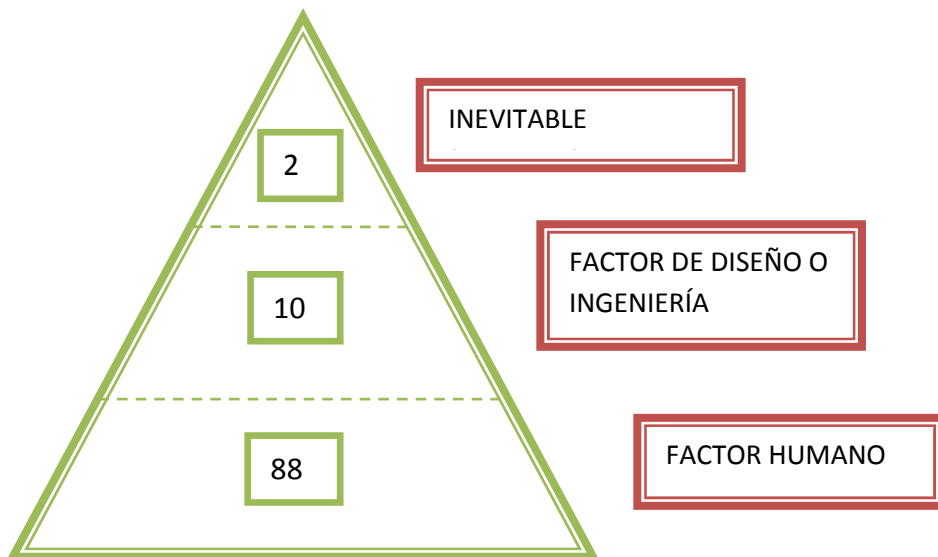 INEVITABLE
2
FACTOR DE DISEÑO O
INGENIERÍA
10
FACTOR HUMANO
88